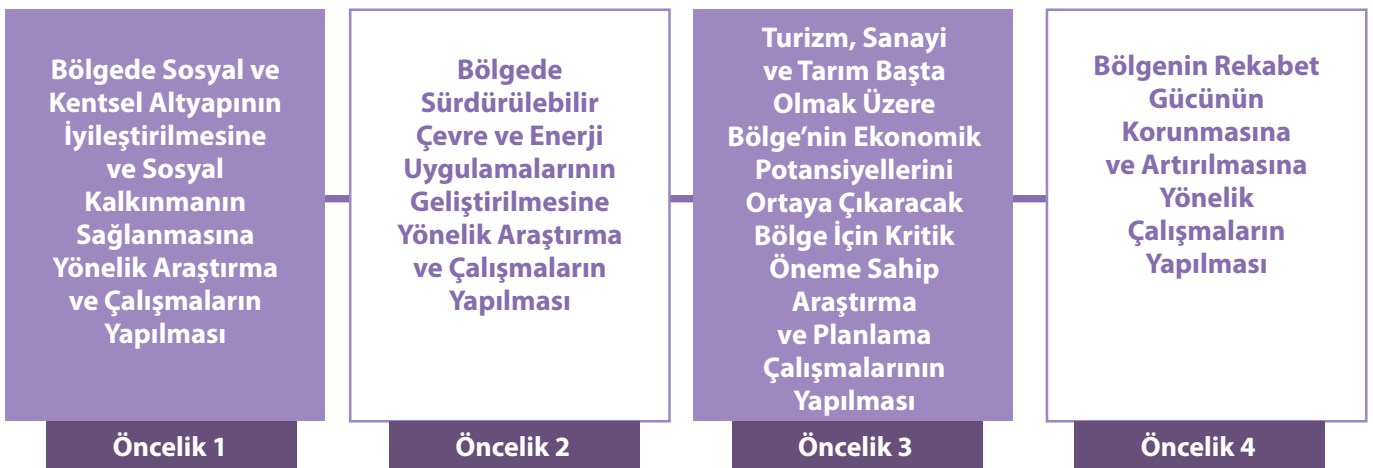 Bölgede Sosyal ve
Kentsel Altyapının
İyileştirilmesine
ve Sosyal
Kalkınmanın
Sağlanmasına
Yönelik Araştırma
ve Çalışmaların
Yapılması
Öncelik 1
Bölgede
Sürdürülebilir
Çevre ve Enerji
Uygulamalarının
Geliştirilmesine
Yönelik Araştırma
ve Çalışmaların
Yapılması
Öncelik 2
Turizm, Sanayi
ve Tarım Başta
Olmak Üzere
Bölge’nin Ekonomik
Potansiyellerini
Ortaya Çıkaracak
Bölge İçin Kritik
Öneme Sahip
Araştırma
ve Planlama
Çalışmalarının
Yapılması
Öncelik 3
Bölgenin Rekabet
Gücünün
Korunmasına
ve Artırılmasına
Yönelik
Çalışmaların
Yapılması
Öncelik 4